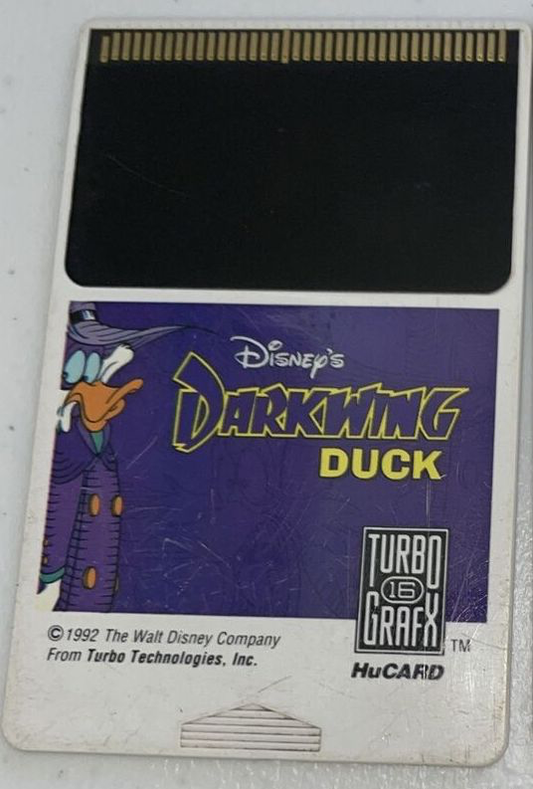 Disney's
DARKWING
DUCK
TURBO
16
GRAFX TM
HuCARD
©1992 The Walt Disney Company
From Turbo Technologies, Inc.